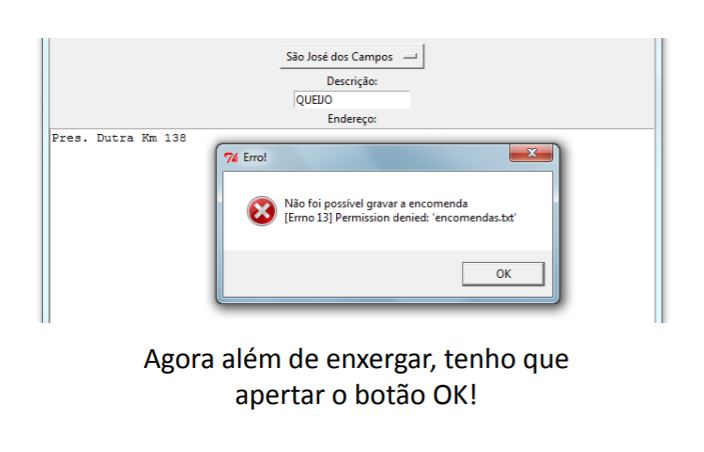 São José dos Campos
Descrição:
QUEIJO
Endereço:
Pres. Dutra Km 138
Erro!
Não foi possível gravar a encomenda
[Errno 13] Permission denied: 'encomendas.txt'
OK
Agora além de enxergar, tenho que
apertar o botão OK!